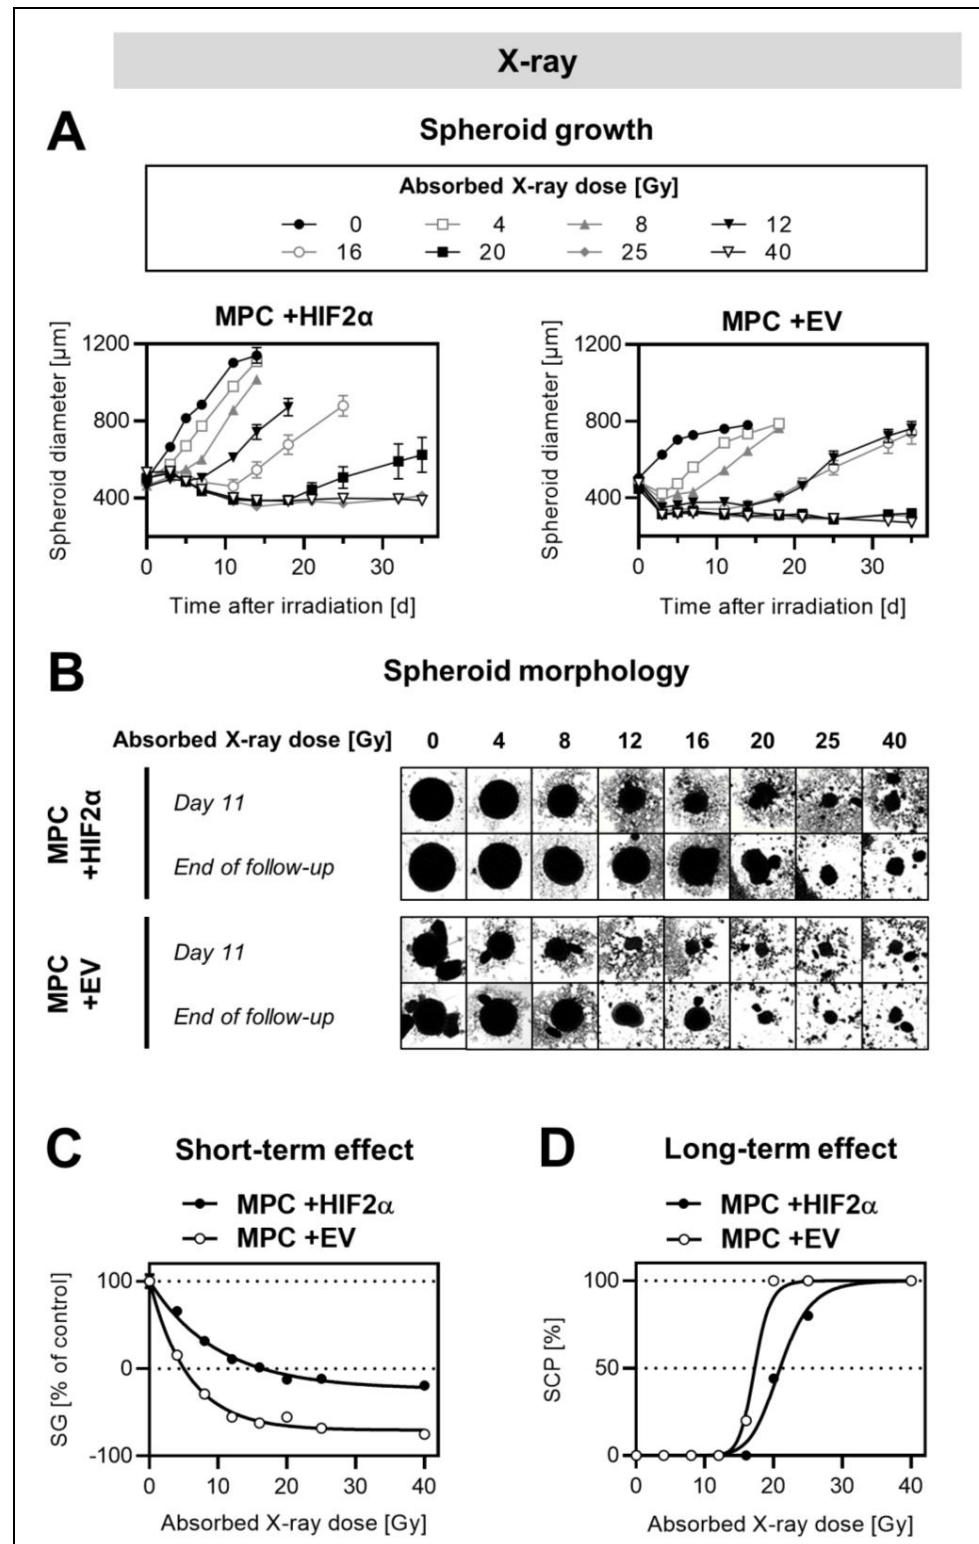 X-ray
A
Spheroid growth
Absorbed X-ray dose [Gy]
0 4 8 12
16 20 25 40
MPC +HIF2α
Spheroid diameter [µm]
1200
800
400
0 10 20 30
Time after irradiation [d]
MPC +EV
Spheroid diameter [µm]
1200
800
400
0 10 20 30
Time after irradiation [d]
B
Spheroid morphology
Absorbed X-ray dose [Gy] 0 4 8 12 16 20 25 40
MPC
+HIF2α
Day 11
End of follow-up
MPC
+EV
Day 11
End of follow-up
C
Short-term effect
MPC +HIF2α
MPC +EV
SG [% of control]
100
0
-100
0 10 20 30 40
Absorbed X-ray dose [Gy]
D
Long-term effect
MPC +HIF2α
MPC +EV
SCP [%]
100
50
0
0 10 20 30 40
Absorbed X-ray dose [Gy]